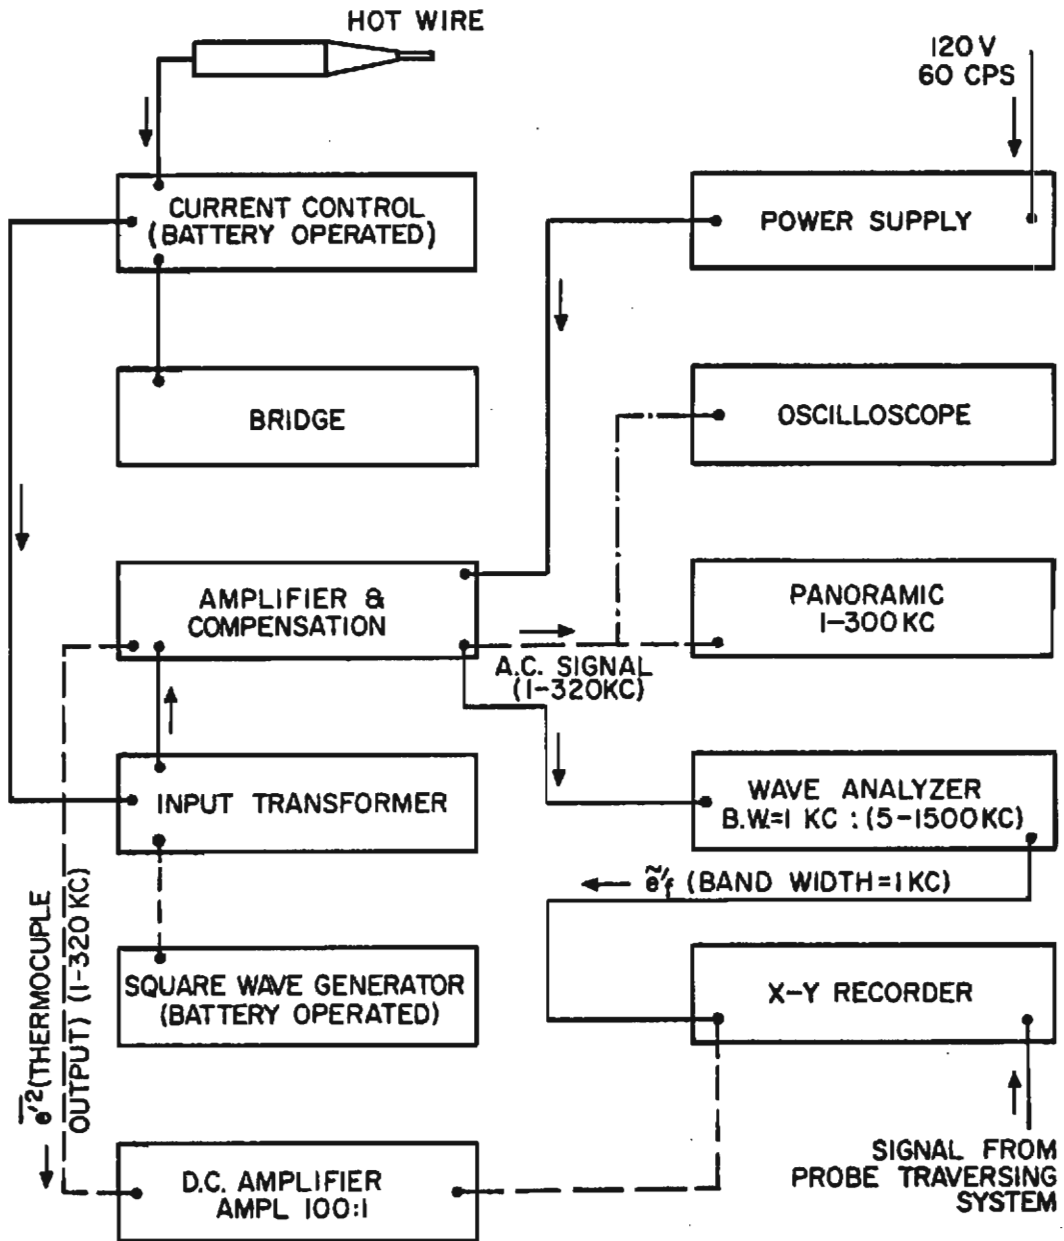 HOT WIRE
120 V
60 CPS
CURRENT CONTROL
(BATTERY OPERATED)
POWER SUPPLY
BRIDGE
OSCILLOSCOPE
AMPLIFIER &
COMPENSATION
PANORAMIC
1-300 KC
A.C. SIGNAL
(1-320KC)
INPUT TRANSFORMER
WAVE ANALYZER
B.W.=1 KC : (5-1500KC)
ẽ'f (BAND WIDTH=1KC)
SQUARE WAVE GENERATOR
(BATTERY OPERATED)
X-Y RECORDER
e̅'² (THERMOCUPLE
OUTPUT) (1-320 KC)
D.C. AMPLIFIER
AMPL 100:1
SIGNAL FROM
PROBE TRAVERSING
SYSTEM